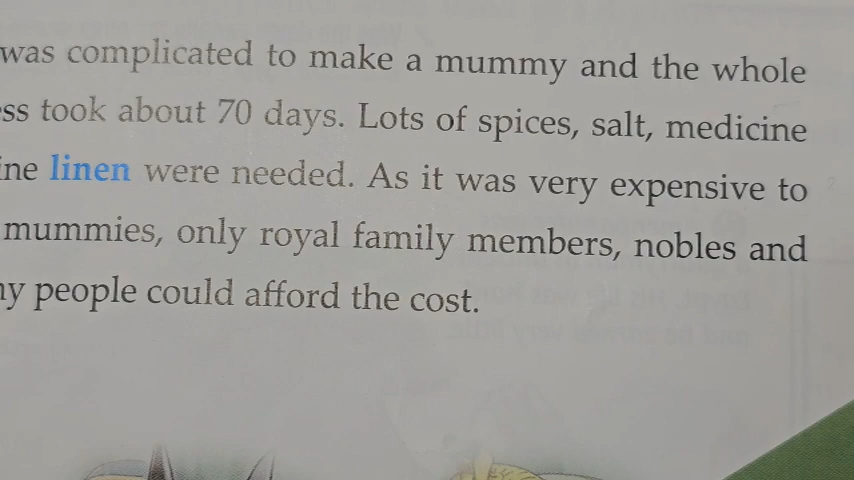 was complicated to make a mummy and the whole
took about 70 days. Lots of spices, salt, medicine
linen were needed. As it was very expensive to
mummies, only royal family members, nobles and
people could afford the cost.